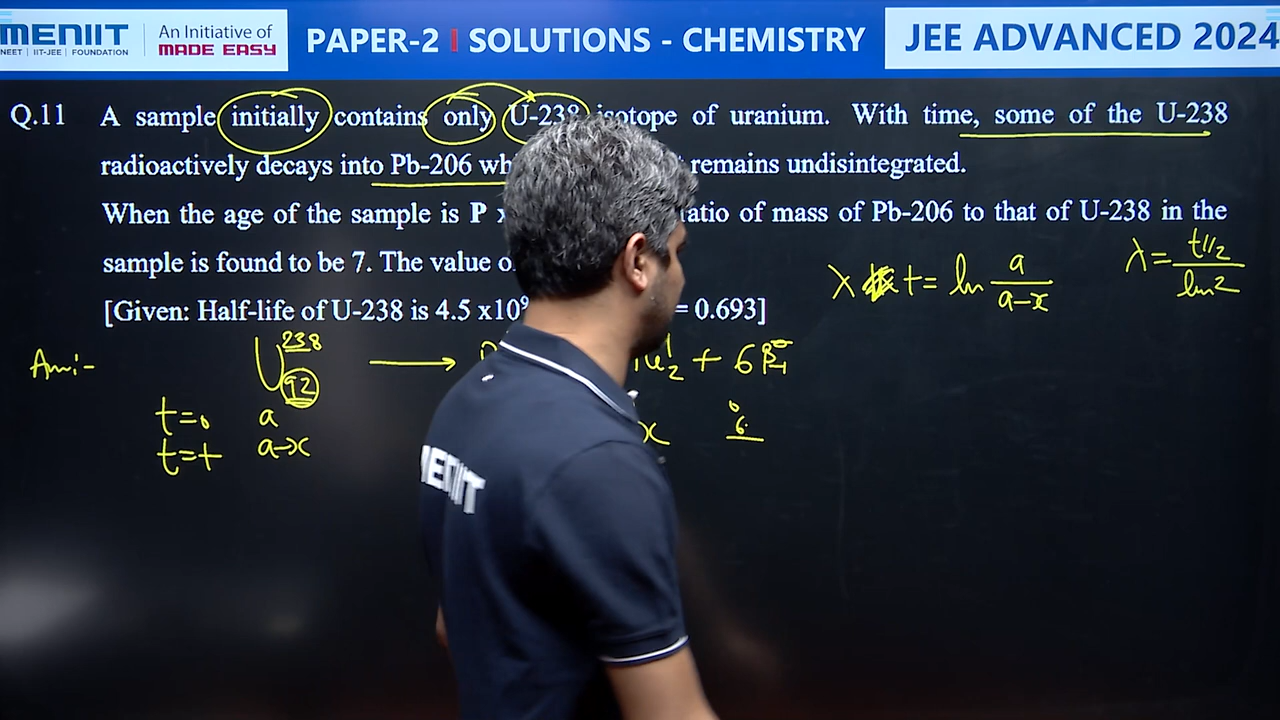 MENIIT
NEET | IIT-JEE | FOUNDATION
An Initiative of
MADE EASY
PAPER-2 | SOLUTIONS - CHEMISTRY
JEE ADVANCED 2024
Q.11 A sample initially contains only U-238 isotope of uranium. With time, some of the U-238
radioactively decays into Pb-206 remains undisintegrated.
When the age of the sample is P x of mass of Pb-206 to that of U-238 in the
sample is found to be 7. The value
[Given: Half-life of U-238 is 4.5 x10⁹ = 0.693]
λ t = ln a/(a-x)
λ = t1/2 / ln2
Ans:- U 238 92 ⟶ + 6β⁻
t=0 a 0
t=t a-x x 6
MENIIT